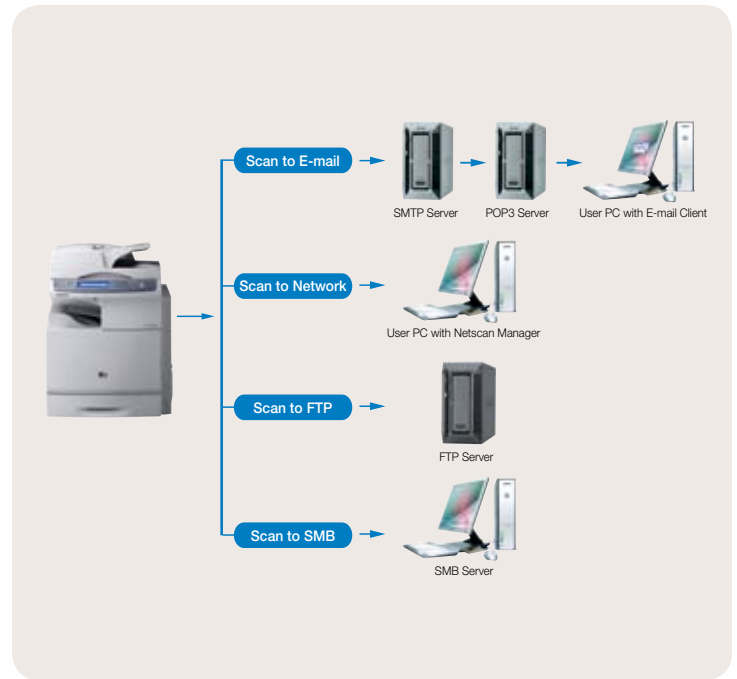 Scan to E-mail
SMTP Server
POP3 Server
User PC with E-mail Client
Scan to Network
User PC with Netscan Manager
Scan to FTP
FTP Server
Scan to SMB
SMB Server